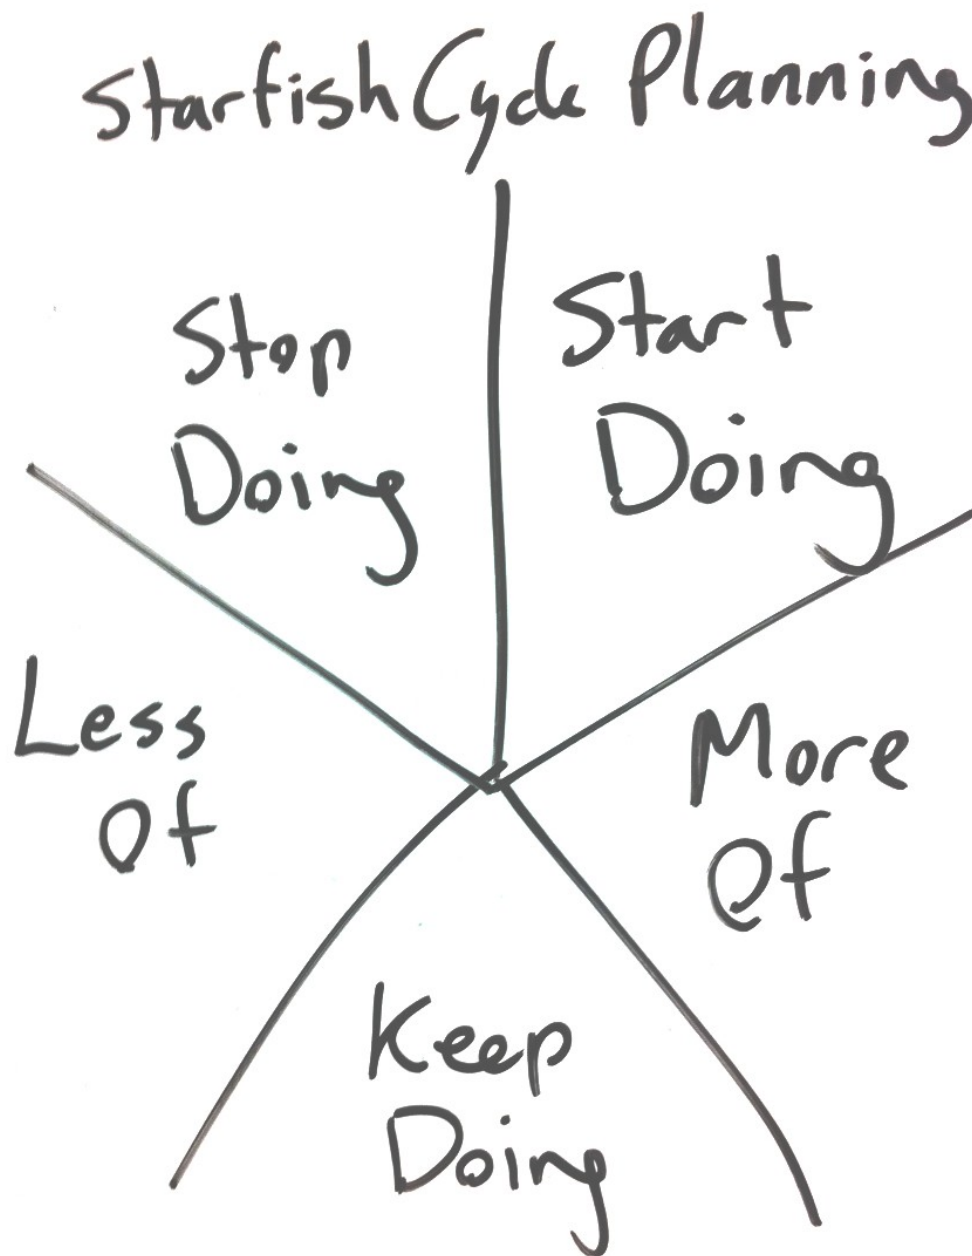 Starfish Cycle Planning
Stop
Doing
Start
Doing
Less
Of
More
Of
Keep
Doing